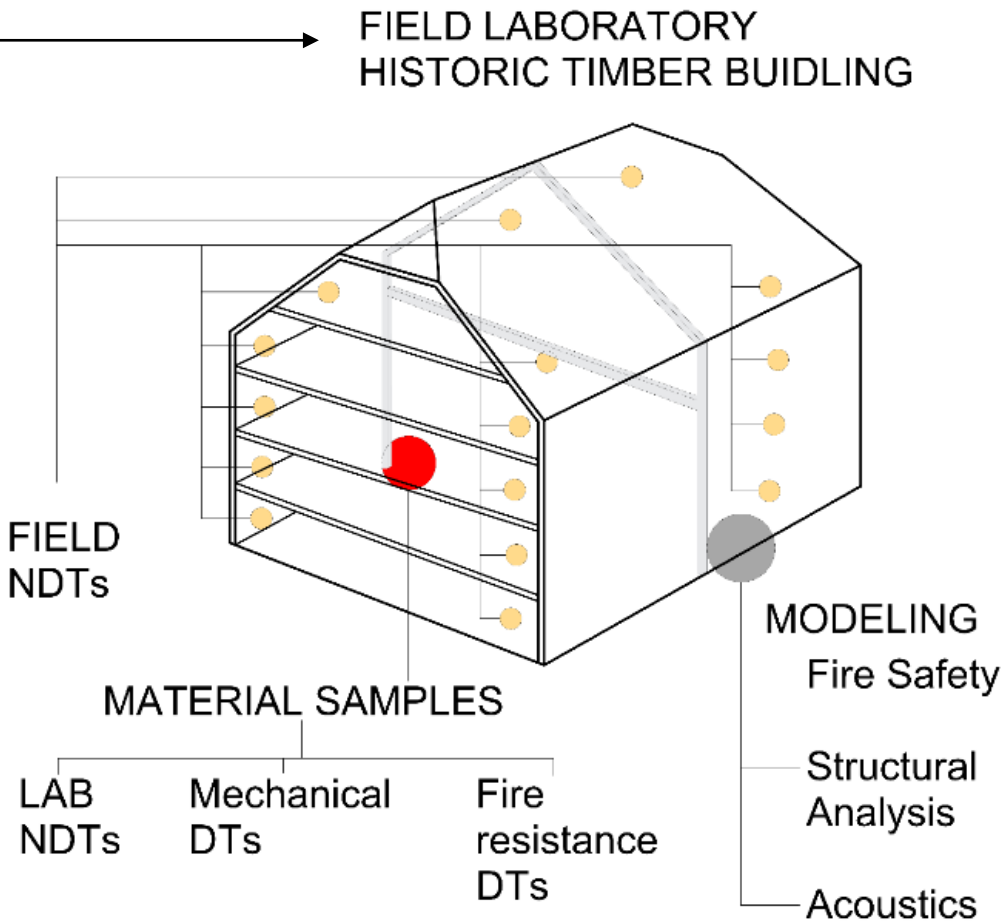 FIELD LABORATORY
HISTORIC TIMBER BUIDLING
FIELD
NDTs
MATERIAL SAMPLES
LAB
NDTs
Mechanical
DTs
Fire
resistance
DTs
MODELING
Fire Safety
Structural
Analysis
Acoustics